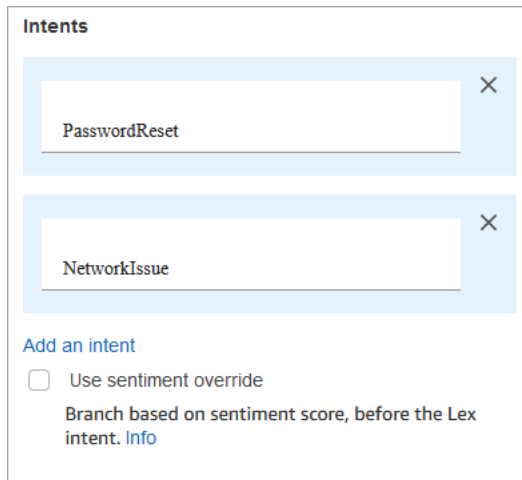 Intents
PasswordReset
NetworkIssue
Add an intent
Use sentiment override
Branch based on sentiment score, before the Lex
intent. Info